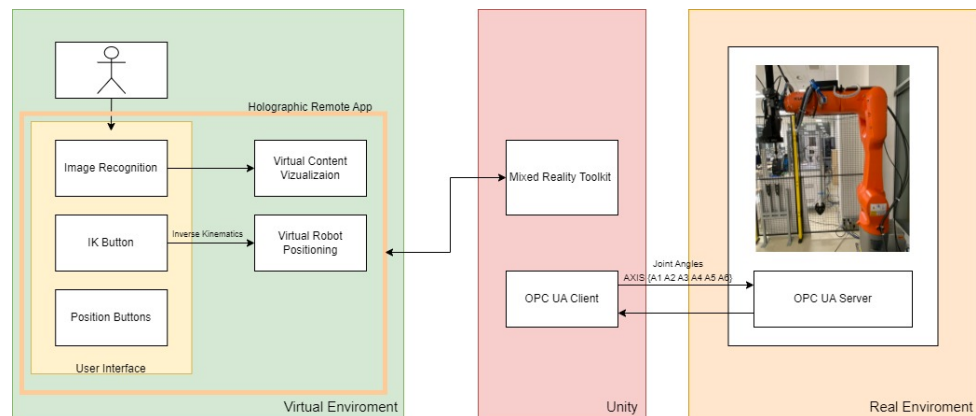 Holographic Remote App
Image Recognition
Virtual Content
Vizualizaion
Mixed Reality Toolkit
IK Button
Inverse Kinematics
Virtual Robot
Positioning
Joint Angles
AXIS {A1 A2 A3 A4 A5 A6}
Position Buttons
OPC UA Client
OPC UA Server
User Interface
Virtual Enviroment
Unity
Real Enviroment